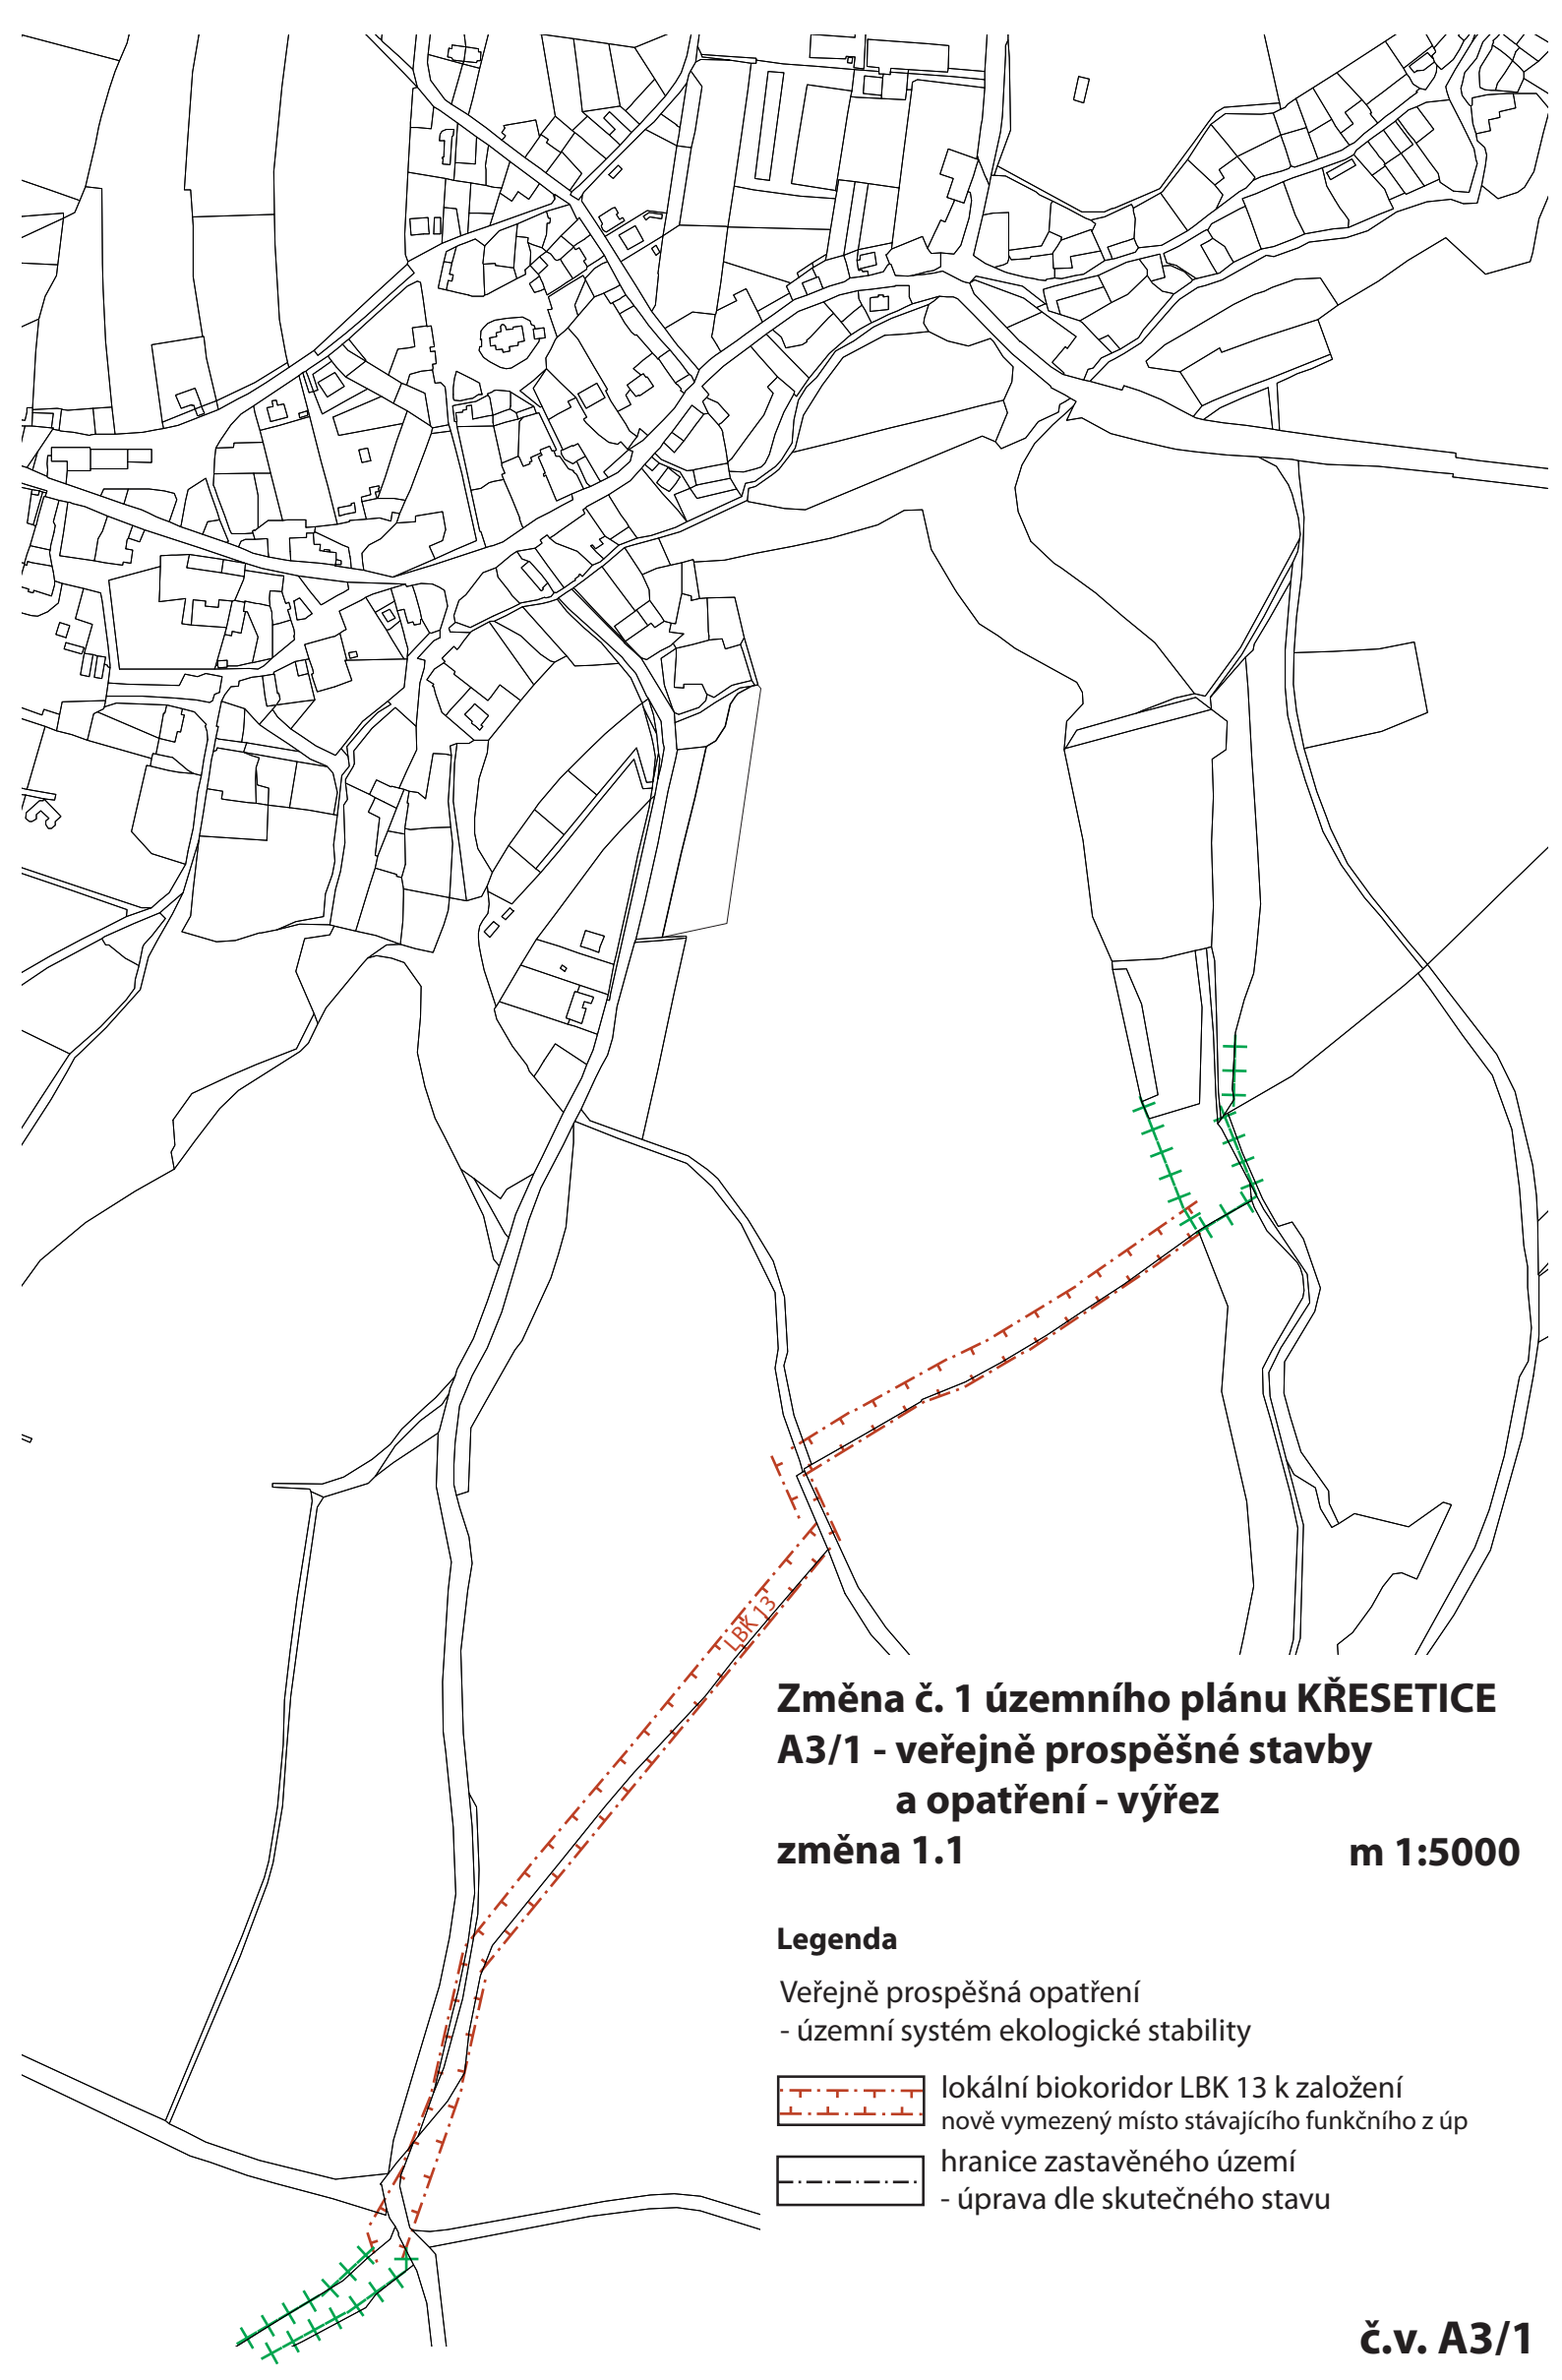 LBK 13
Změna č. 1 územního plánu KŘESETICE
A3/1 - veřejně prospěšné stavby
a opatření - výřez
změna 1.1 m 1:5000
Legenda
Veřejně prospěšná opatření
- územní systém ekologické stability
lokální biokoridor LBK 13 k založení
nově vymezený místo stávajícího funkčního z úp
hranice zastavěného území
- úprava dle skutečného stavu
č.v. A3/1